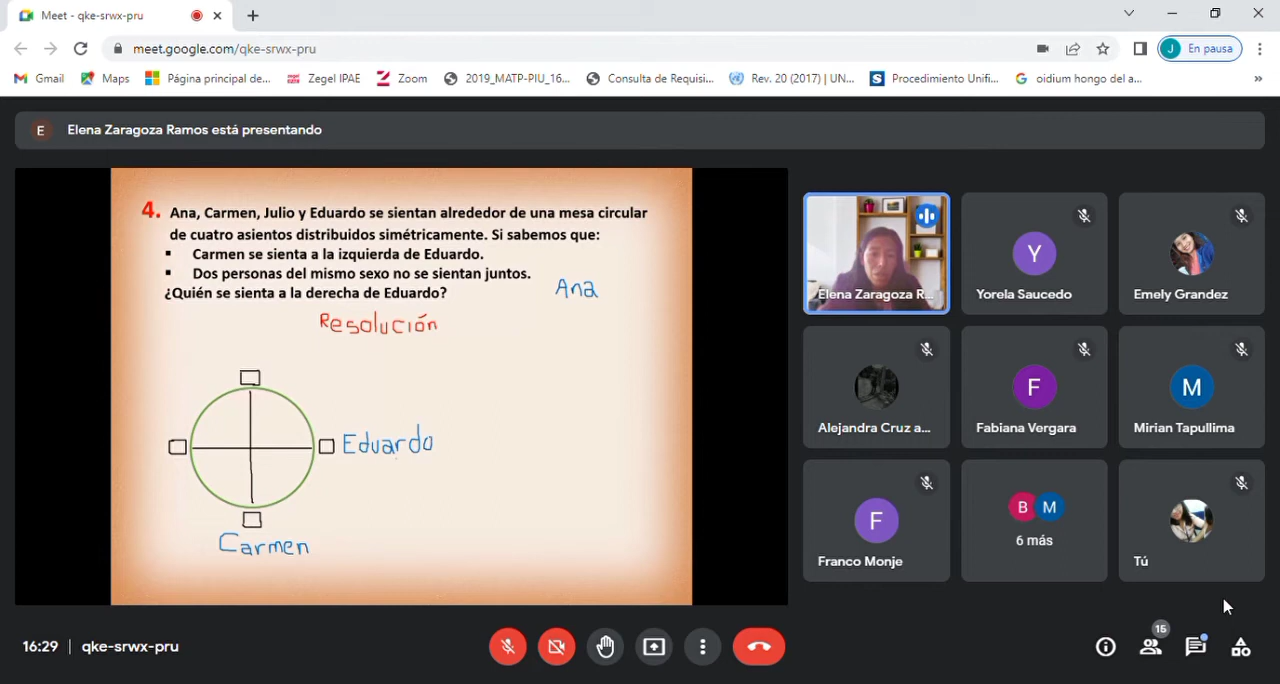 Meet - qke-srwx-pru
meet.google.com/qke-srwx-pru
J En pausa
Gmail Maps Página principal de... Zegel IPAE Zoom 2019_MATP-PIU_16... Consulta de Requisi... Rev. 20 (2017) | UN... Procedimiento Unifi... oidium hongo del a... »
E Elena Zaragoza Ramos está presentando
4. Ana, Carmen, Julio y Eduardo se sientan alrededor de una mesa circular
de cuatro asientos distribuidos simétricamente. Si sabemos que:
Carmen se sienta a la izquierda de Eduardo.
Dos personas del mismo sexo no se sientan juntos.
¿Quién se sienta a la derecha de Eduardo?
Ana
Resolución
Eduardo
Carmen
Elena Zaragoza R...
Y
Yorela Saucedo
Emely Grandez
Alejandra Cruz a...
F
Fabiana Vergara
M
Mirian Tapullima
F
Franco Monje
B M
6 más
Tú
16:29 | qke-srwx-pru
15